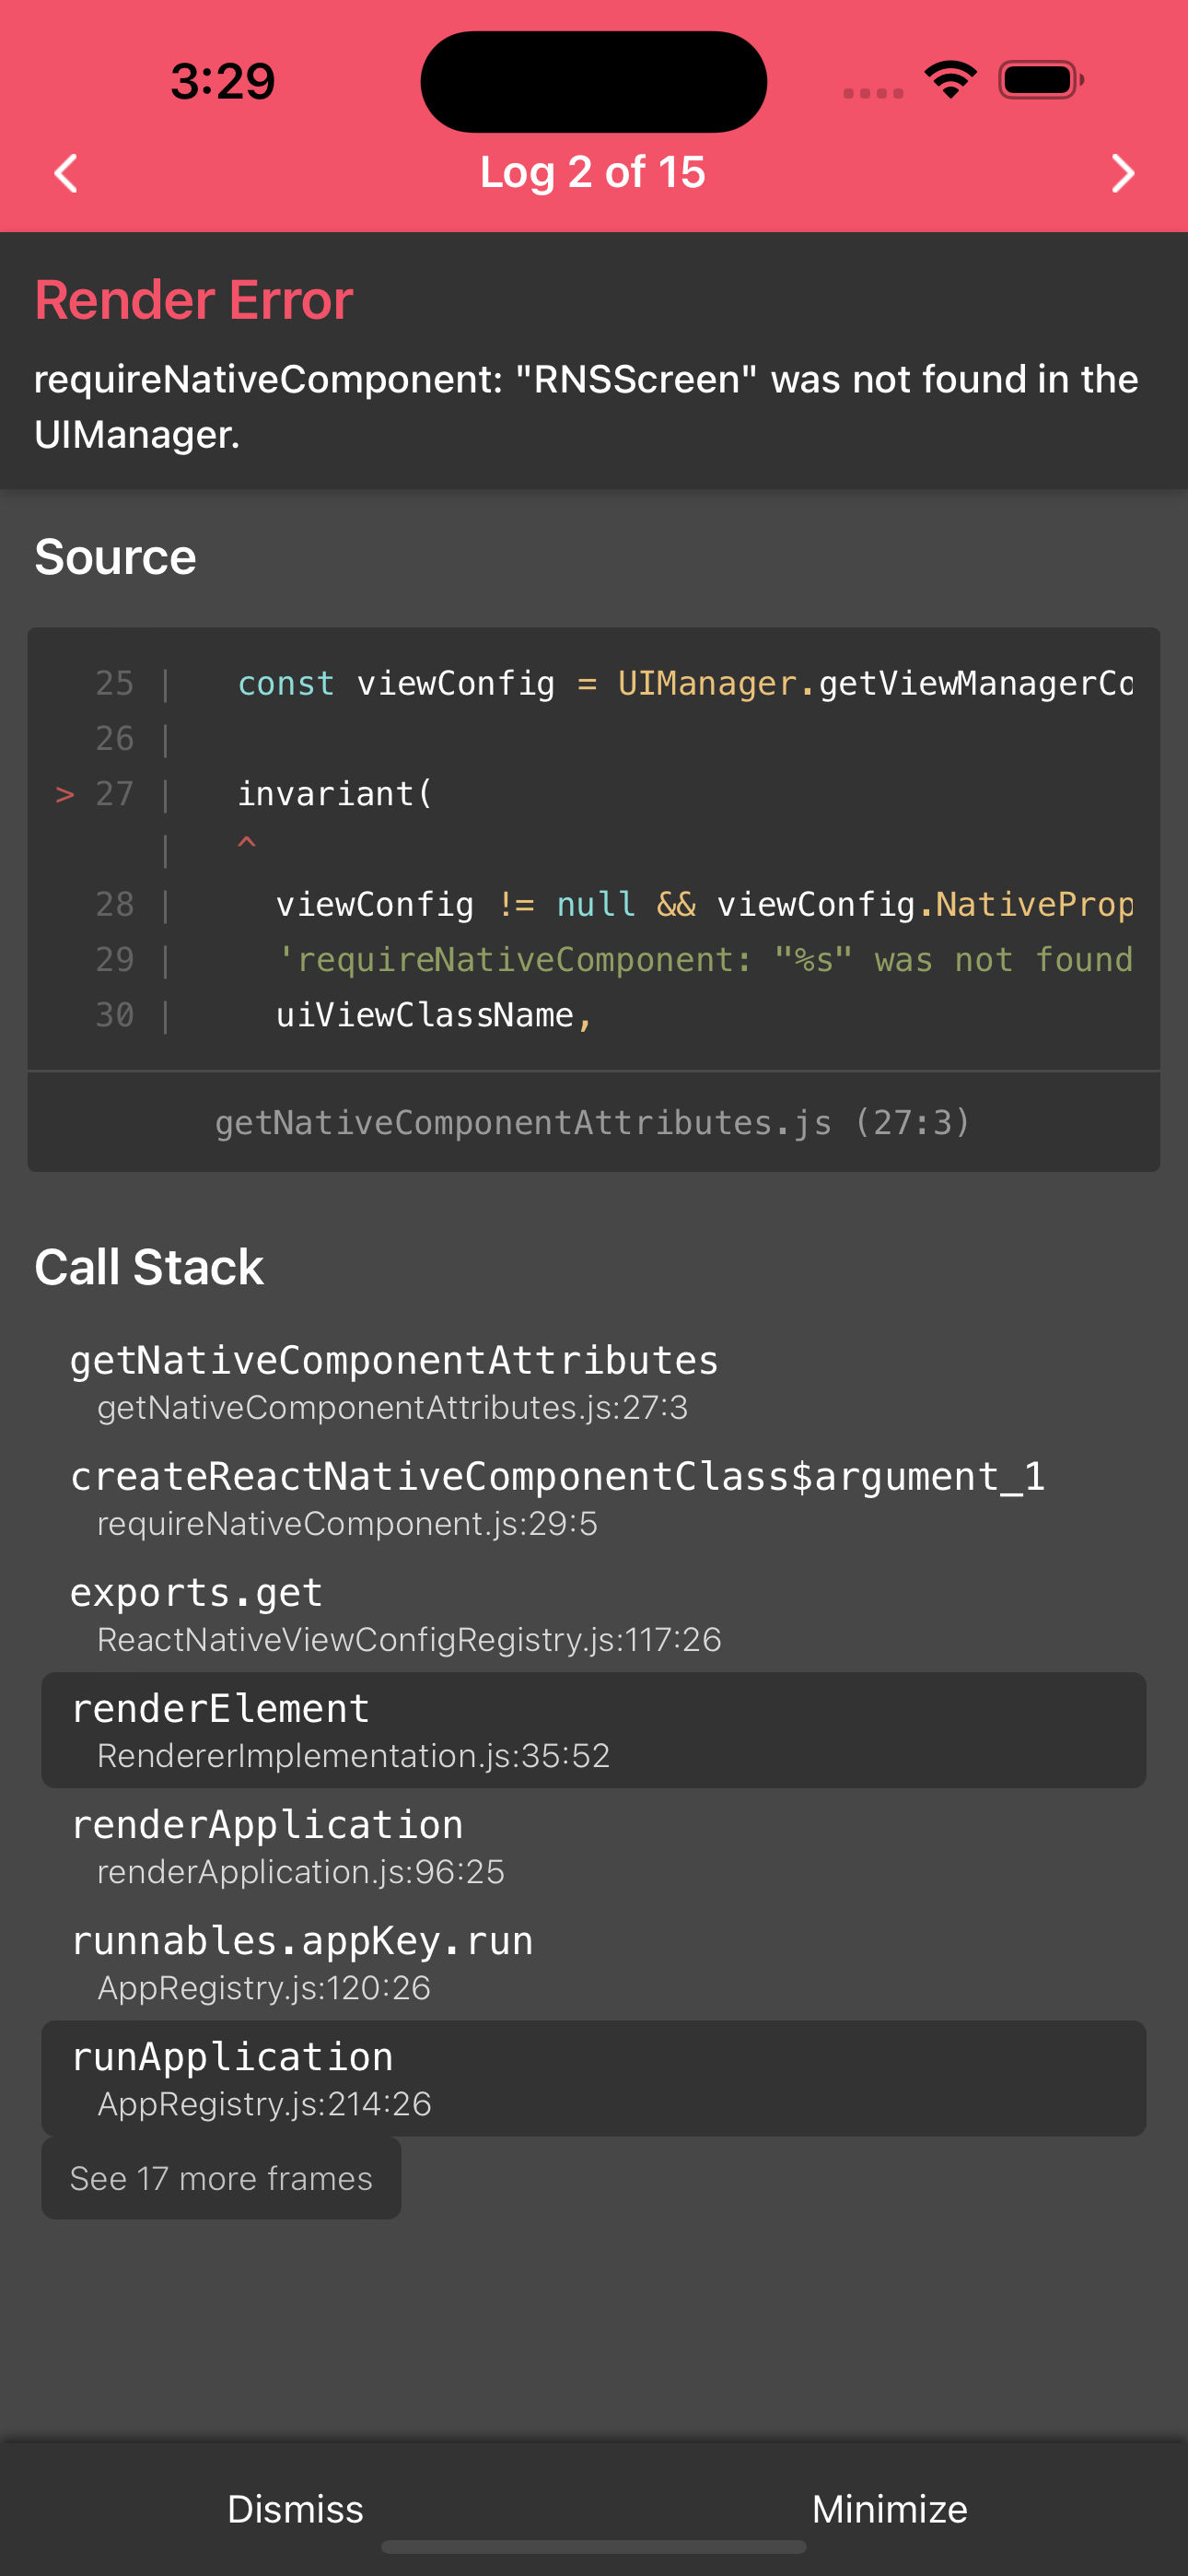 3:29
Log 2 of 15
Render Error
requireNativeComponent: "RNSScreen" was not found in the
UIManager.
Source
25 |   const viewConfig = UIManager.getViewManagerCo
26 |
> 27 |   invariant(
|   ^
28 |     viewConfig != null && viewConfig.NativeProp
29 |     'requireNativeComponent: "%s" was not found
30 |     uiViewClassName,
getNativeComponentAttributes.js (27:3)
Call Stack
getNativeComponentAttributes
getNativeComponentAttributes.js:27:3
createReactNativeComponentClass$argument_1
requireNativeComponent.js:29:5
exports.get
ReactNativeViewConfigRegistry.js:117:26
renderElement
RendererImplementation.js:35:52
renderApplication
renderApplication.js:96:25
runnables.appKey.run
AppRegistry.js:120:26
runApplication
AppRegistry.js:214:26
See 17 more frames
Dismiss
Minimize